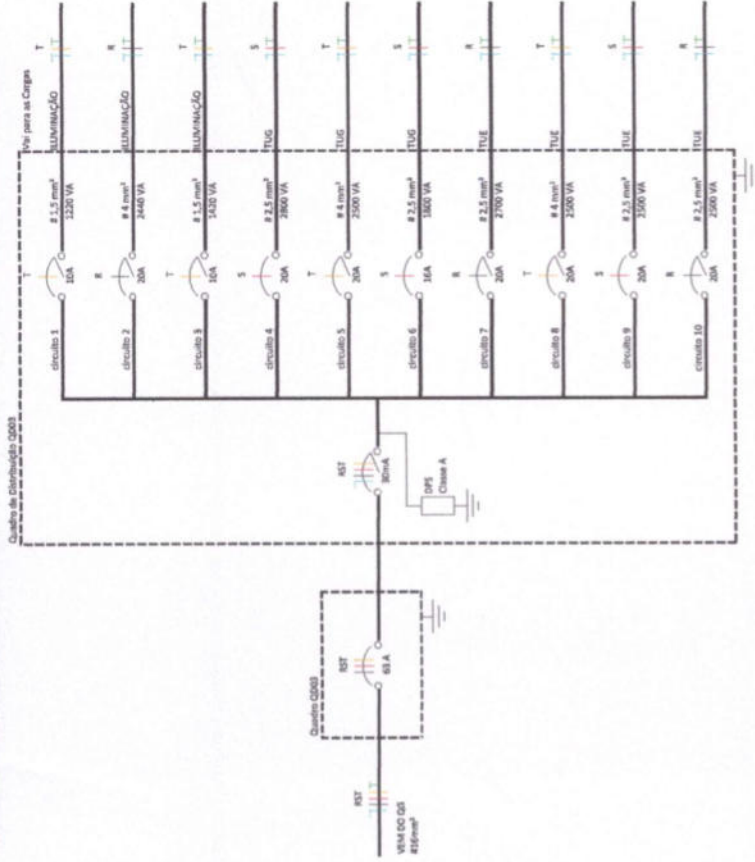 Quadro de Distribuição QD03
Vai para as Cargas
circuito 1
T
10A
# 1,5 mm²
1220 VA
ILUMINAÇÃO
T
circuito 2
R
20A
# 4 mm²
2440 VA
ILUMINAÇÃO
R
circuito 3
T
10A
# 1,5 mm²
1420 VA
ILUMINAÇÃO
T
circuito 4
S
20A
# 2,5 mm²
2800 VA
TUG
S
circuito 5
T
20A
# 4 mm²
2500 VA
TUG
T
circuito 6
S
16A
# 2,5 mm²
1800 VA
TUG
S
circuito 7
R
20A
# 2,5 mm²
2700 VA
TUE
R
circuito 8
T
20A
# 4 mm²
2500 VA
TUE
T
circuito 9
S
20A
# 2,5 mm²
2500 VA
TUE
S
circuito 10
R
20A
# 2,5 mm²
2500 VA
TUE
R
RST
30mA
DPS
Classe A
RST
63 A
RST
VEM DO
#16mm²